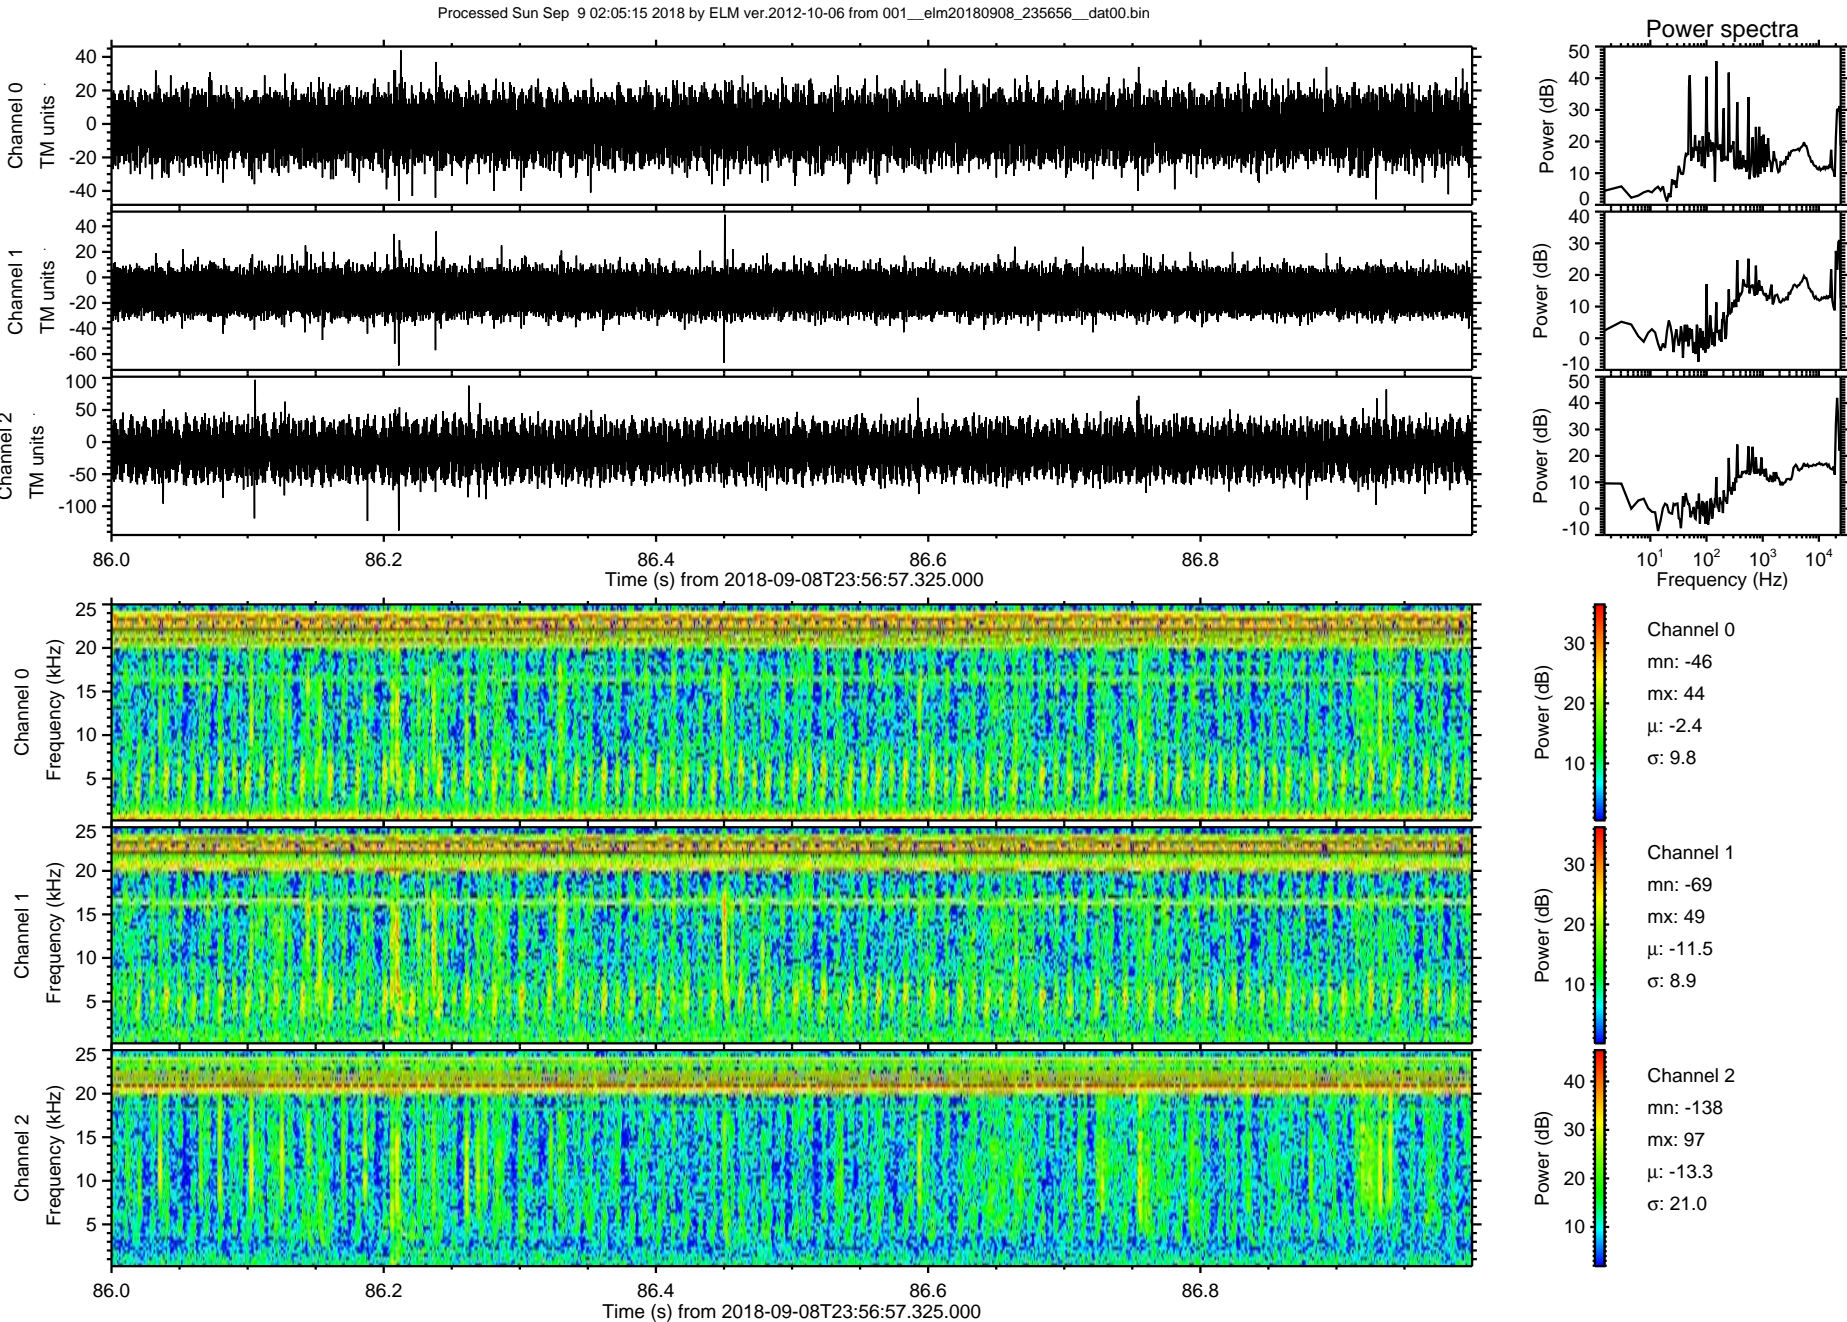 Processed Sun Sep  9 02:05:15 2018 by ELM ver.2012-10-06 from 001__elm20180908_235656__dat00.bin
Power spectra
Channel 0
TM units
40
20
0
-20
-40
Power (dB)
50
40
30
20
10
0
Channel 1
TM units
40
20
0
-20
-40
-60
Power (dB)
40
30
20
10
0
-10
Channel 2
TM units
100
50
0
-50
-100
Power (dB)
50
40
30
20
10
0
-10
86.0 86.2 86.4 86.6 86.8
Time (s) from 2018-09-08T23:56:57.325.000
10¹ 10² 10³ 10⁴
Frequency (Hz)
Channel 0
Frequency (kHz)
25
20
15
10
5
Power (dB)
30
20
10
Channel 0
mn: -46
mx: 44
μ: -2.4
σ: 9.8
Channel 1
Frequency (kHz)
25
20
15
10
5
Power (dB)
30
20
10
Channel 1
mn: -69
mx: 49
μ: -11.5
σ: 8.9
Channel 2
Frequency (kHz)
25
20
15
10
5
Power (dB)
40
30
20
10
Channel 2
mn: -138
mx: 97
μ: -13.3
σ: 21.0
86.0 86.2 86.4 86.6 86.8
Time (s) from 2018-09-08T23:56:57.325.000